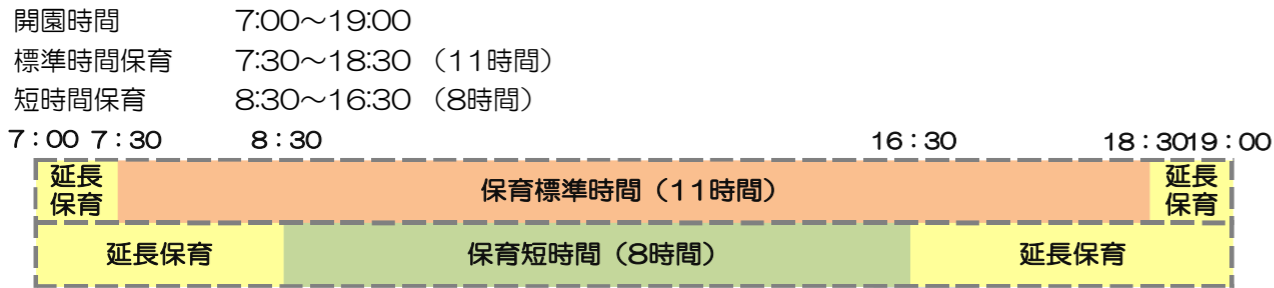 開園時間 7:00～19:00
標準時間保育 7:30～18:30 （11時間）
短時間保育 8:30～16:30 （8時間）
7：00 7：30 8：30 16：30 18：30 19：00
延長保育 保育標準時間（11時間） 延長保育
延長保育 保育短時間（8時間） 延長保育